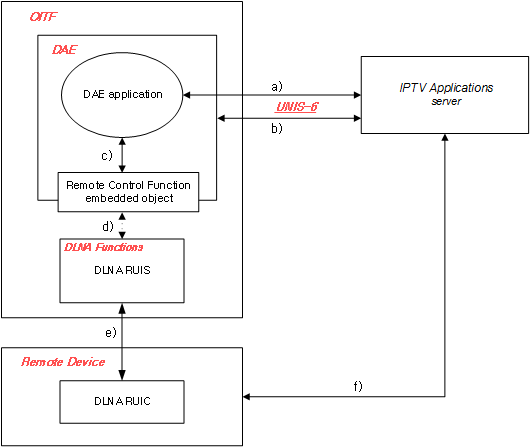 OITF
DAE
DAE application
a)
UNIS-6
b)
IPTV Applications
server
c)
Remote Control Function
embedded object
d)
DLNA Functions
DLNA RUIS
e)
Remote Device
DLNA RUIC
f)